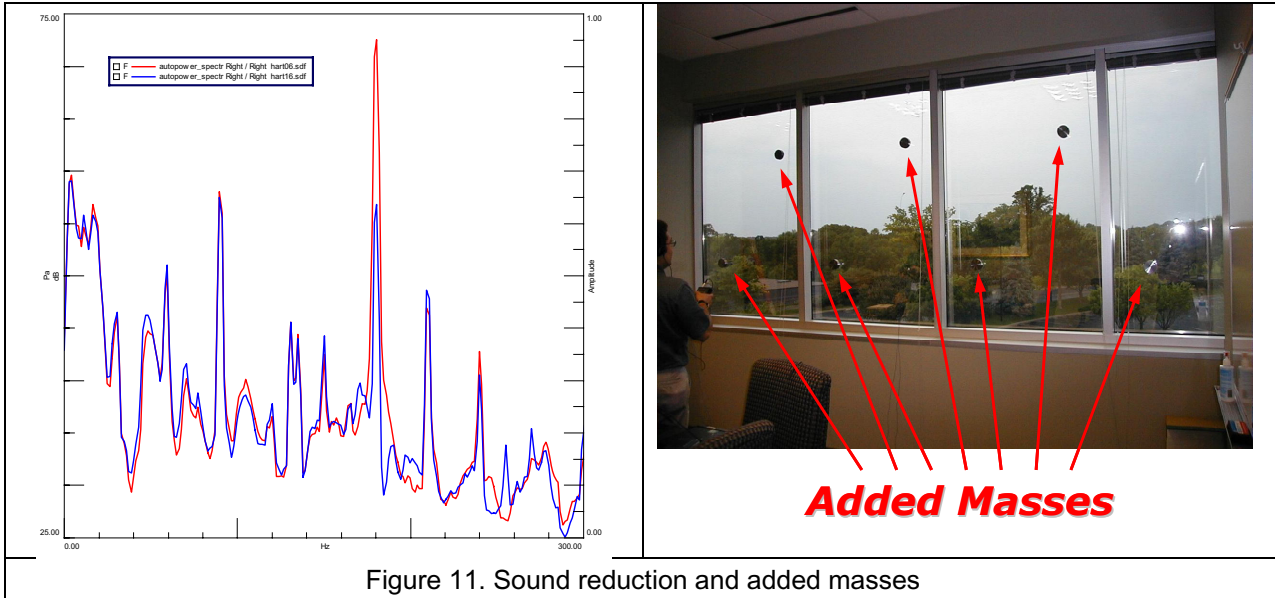 75.00
1.00
F autopower_spectr Right / Right hart06.sdf
F autopower_spectr Right / Right hart16.sdf
Pa
dB
Amplitude
25.00
0.00
0.00
Hz
300.00
Added Masses
Figure 11. Sound reduction and added masses